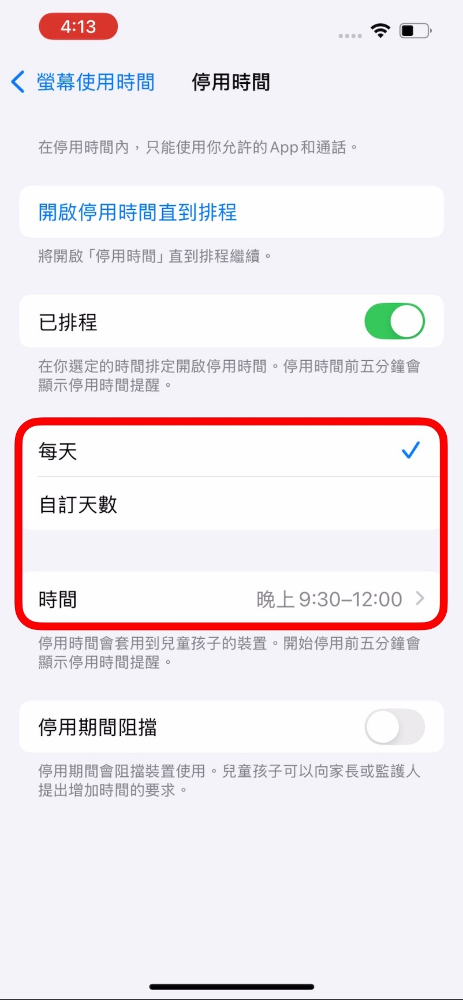 4:13
螢幕使用時間 停用時間
在停用時間內，只能使用你允許的App和通話。
開啟停用時間直到排程
將開啟「停用時間」直到排程繼續。
已排程
在你選定的時間排定開啟停用時間。停用時間前五分鐘會
顯示停用時間提醒。
每天
自訂天數
時間 晚上 9:30–12:00
停用時間會套用到兒童孩子的裝置。開始停用前五分鐘會
顯示停用時間提醒。
停用期間阻擋
停用期間會阻擋裝置使用。兒童孩子可以向家長或監護人
提出增加時間的要求。